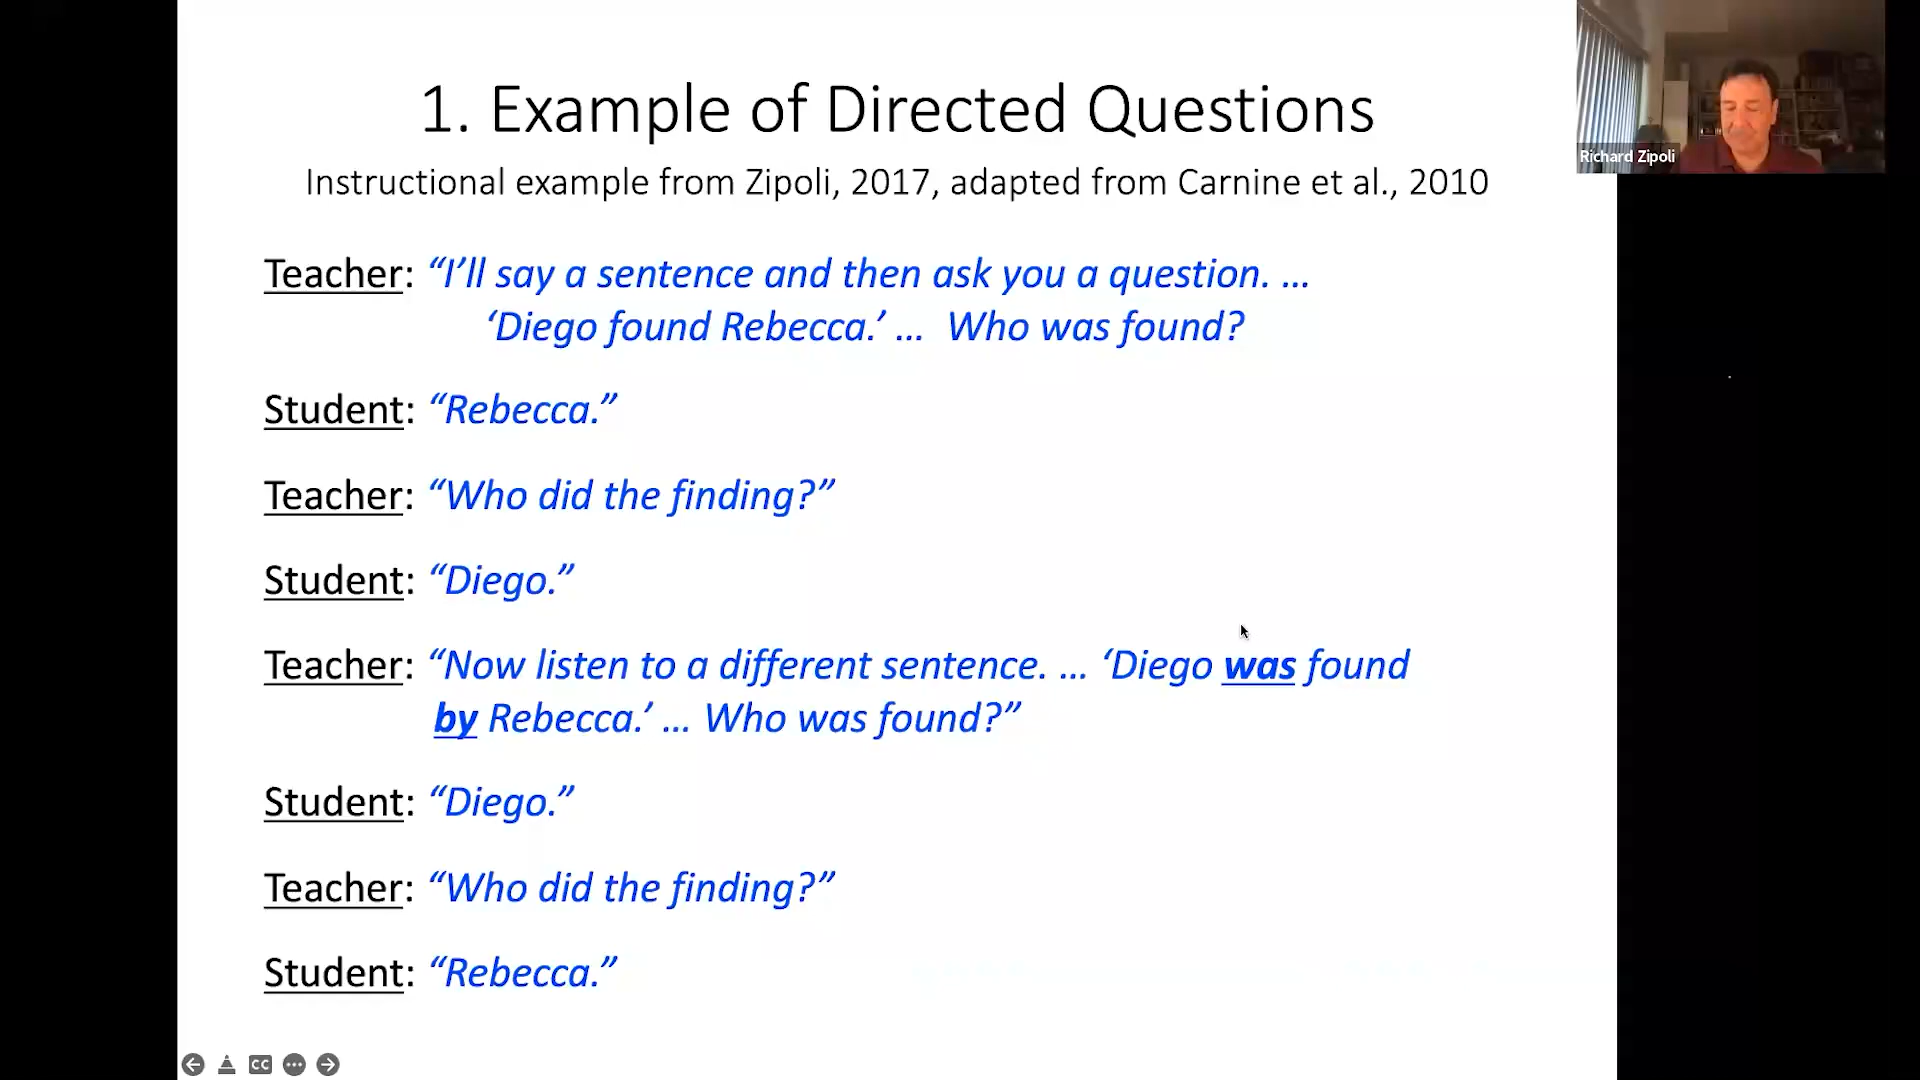 1. Example of Directed Questions
Instructional example from Zipoli, 2017, adapted from Carnine et al., 2010
Richard Zipoli
Teacher: “I’ll say a sentence and then ask you a question. ...
‘Diego found Rebecca.’ ... Who was found?
Student: “Rebecca.”
Teacher: “Who did the finding?”
Student: “Diego.”
Teacher: “Now listen to a different sentence. ... ‘Diego was found
by Rebecca.’ ... Who was found?”
Student: “Diego.”
Teacher: “Who did the finding?”
Student: “Rebecca.”
CC